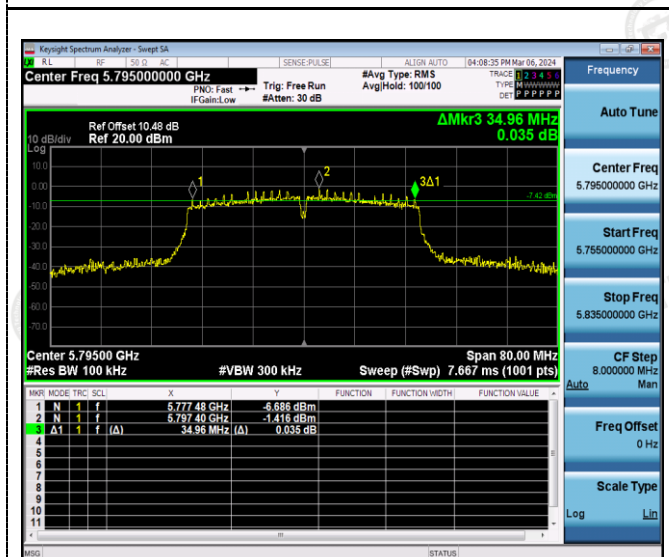 Keysight Spectrum Analyzer - Swept SA
RL RF 50 Ω AC SENSE:PULSE ALIGN AUTO 04:08:35 PM Mar 06, 2024
Center Freq 5.795000000 GHz #Avg Type: RMS TRACE 1 2 3 4 5 6
PNO: Fast Trig: Free Run Avg|Hold: 100/100 TYPE M WWWWW
IFGain:Low #Atten: 30 dB DET P P P P P P
Frequency
Auto Tune
Center Freq
5.795000000 GHz
Start Freq
5.755000000 GHz
Stop Freq
5.835000000 GHz
CF Step
8.000000 MHz
Auto Man
Freq Offset
0 Hz
Scale Type
Log Lin
ΔMkr3 34.96 MHz
0.035 dB
Ref Offset 10.48 dB
10 dB/div Ref 20.00 dBm
Log
10.0
0.00
-10.0
-20.0
-30.0
-40.0
-50.0
-60.0
-70.0
1
2
3Δ1
-7.42 dBm
Center 5.79500 GHz Span 80.00 MHz
#Res BW 100 kHz #VBW 300 kHz Sweep (#Swp) 7.667 ms (1001 pts)
MKR MODE TRC SCL X Y FUNCTION FUNCTION WIDTH FUNCTION VALUE
1 N 1 f 5.777 48 GHz -6.686 dBm
2 N 1 f 5.797 40 GHz -1.416 dBm
3 Δ1 1 f (Δ) 34.96 MHz (Δ) 0.035 dB
4
5
6
7
8
9
10
11
MSG STATUS